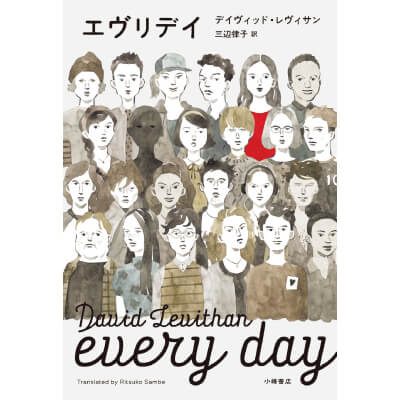 エヴリデイ
デイヴィッド・レヴィサン
三辺律子 訳
10
David Levithan
every day
Translated by Ritsuko Sambe
小峰書店